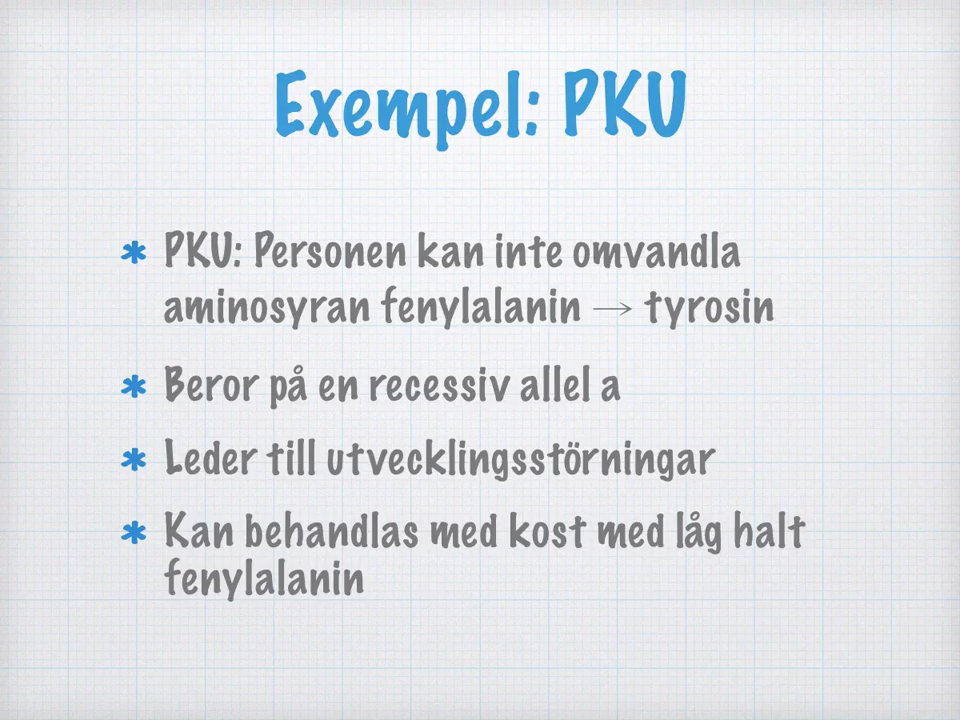 Exempel: PKU
✱ PKU: Personen kan inte omvandla
aminosyran fenylalanin → tyrosin
✱ Beror på en recessiv allel a
✱ Leder till utvecklingsstörningar
✱ Kan behandlas med kost med låg halt
fenylalanin